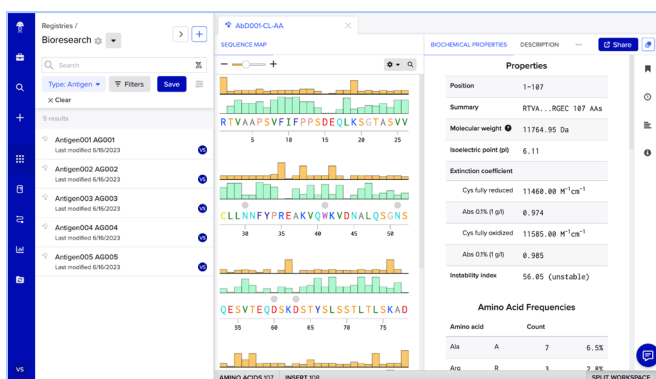 Registries /
Bioresearch
Search
Type: Antigen
Filters
Save
Clear
5 results
Antigen001 AG001
Last modified 6/16/2023
VS
Antigen002 AG002
Last modified 6/16/2023
VS
Antigen003 AG003
Last modified 6/16/2023
VS
Antigen004 AG004
Last modified 6/16/2023
VS
Antigen005 AG005
Last modified 6/16/2023
VS
VS
AbD001-CL-AA
SEQUENCE MAP
RTVAAPSVFIFPPSDEQLKSGTASVV
5 10 15 20 25
CLLNNFYPREAKVQWKVDNALQSGNS
30 35 40 45 50
QESVTEQDSKDSTYSLSSTLTLSKAD
55 60 65 70 75
AMINO ACIDS 107 INSERT 108
BIOCHEMICAL PROPERTIES
DESCRIPTION
Share
Properties
Position 1-107
Summary RTVA...RGEC 107 AAs
Molecular weight 11764.95 Da
Isoelectric point (pI) 6.11
Extinction coefficient
Cys fully reduced 11460.00 M⁻¹cm⁻¹
Abs 0.1% (1 g/l) 0.974
Cys fully oxidized 11585.00 M⁻¹cm⁻¹
Abs 0.1% (1 g/l) 0.985
Instability index 56.05 (unstable)
Amino Acid Frequencies
Amino acid Count
Ala A 7 6.5%
Arg R 3 2.8%
SPLIT WORKSPACE